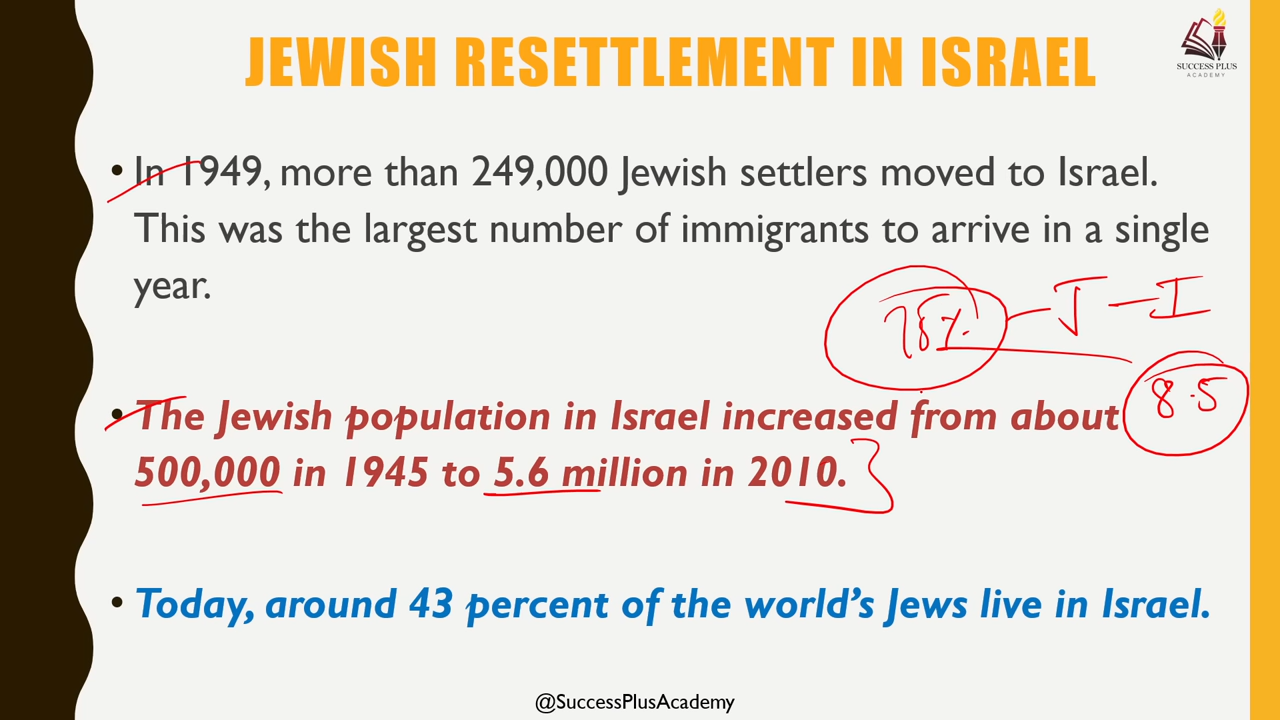 JEWISH RESETTLEMENT IN ISRAEL
SUCCESS PLUS
ACADEMY
• In 1949, more than 249,000 Jewish settlers moved to Israel.
This was the largest number of immigrants to arrive in a single
year.
75% — J — I
8.5
• The Jewish population in Israel increased from about
500,000 in 1945 to 5.6 million in 2010.
• Today, around 43 percent of the world's Jews live in Israel.
@SuccessPlusAcademy